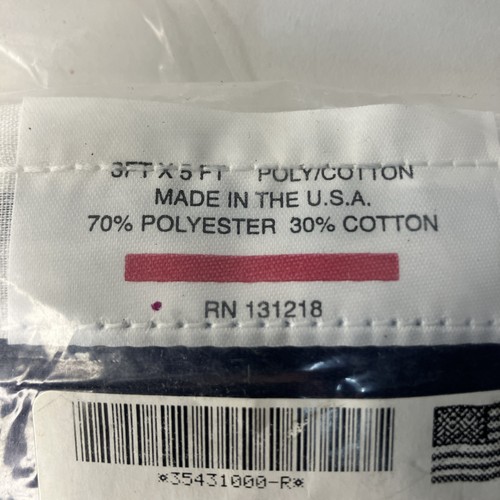 3FT X 5 FT POLY/COTTON
MADE IN THE U.S.A.
70% POLYESTER 30% COTTON
RN 131218
*35431000-R*